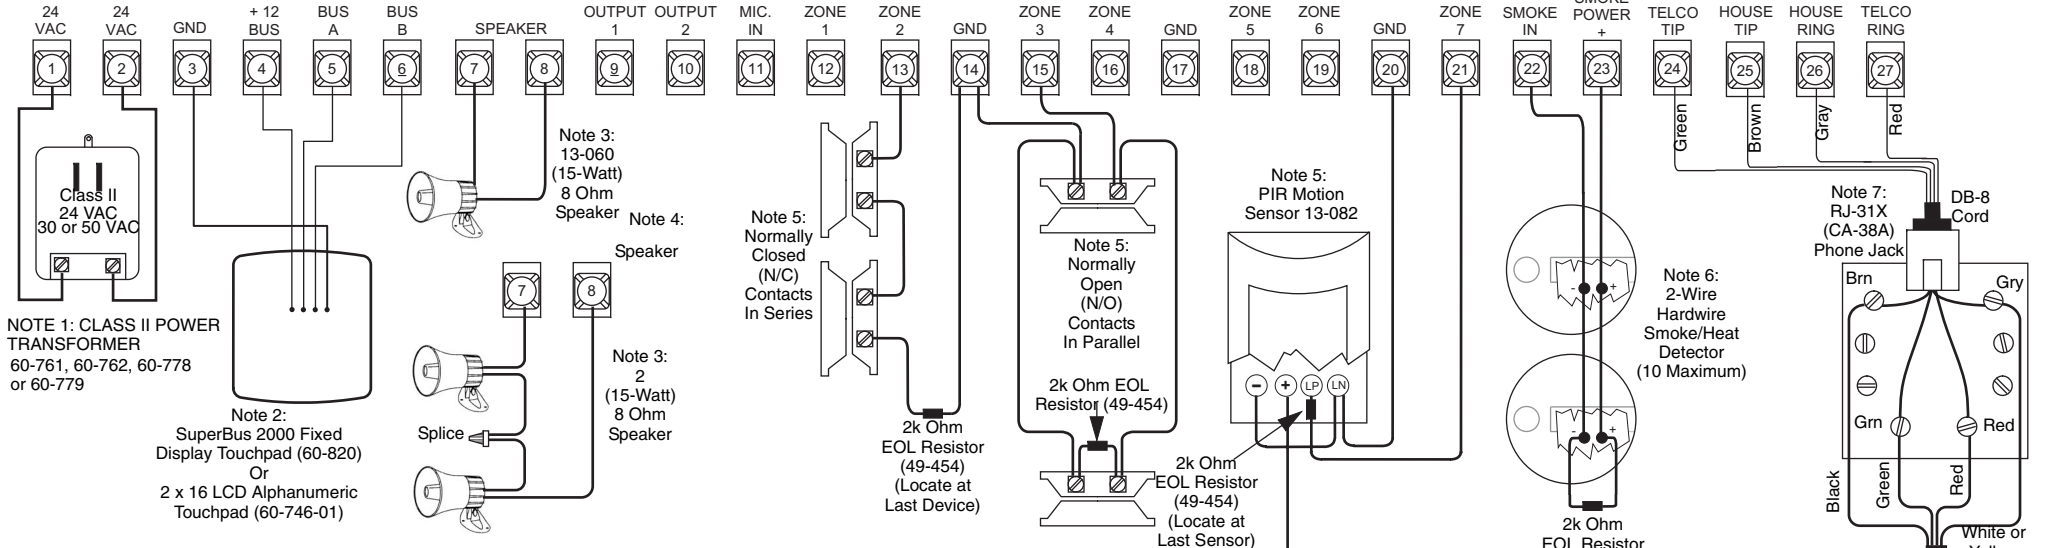 24
VAC
24
VAC
GND
+ 12
BUS
BUS
A
BUS
B
SPEAKER
OUTPUT
1
OUTPUT
2
MIC.
IN
ZONE
1
ZONE
2
GND
ZONE
3
ZONE
4
GND
ZONE
5
ZONE
6
GND
ZONE
7
SMOKE
IN
SMOKE
POWER
+
TELCO
TIP
HOUSE
TIP
HOUSE
RING
TELCO
RING
1
2
3
4
5
6
7
8
9
10
11
12
13
14
15
16
17
18
19
20
21
22
23
24
25
26
27
Green
Brown
Gray
Red
Class II
24 VAC
30 or 50 VAC
NOTE 1: CLASS II POWER
TRANSFORMER
60-761, 60-762, 60-778
or 60-779
Note 2:
SuperBus 2000 Fixed
Display Touchpad (60-820)
Or
2 x 16 LCD Alphanumeric
Touchpad (60-746-01)
Note 3:
13-060
(15-Watt)
8 Ohm
Speaker
Note 4:
Speaker
7
8
Note 3:
2
(15-Watt)
8 Ohm
Speaker
Splice
Note 5:
Normally
Closed
(N/C)
Contacts
In Series
2k Ohm
EOL Resistor
(49-454)
(Locate at
Last Device)
Note 5:
Normally
Open
(N/O)
Contacts
In Parallel
2k Ohm EOL
Resistor (49-454)
Note 5:
PIR Motion
Sensor 13-082
-
+
LP
LN
2k Ohm
EOL Resistor
(49-454)
(Locate at
Last Sensor)
- +
- +
Note 6:
2-Wire
Hardwire
Smoke/Heat
Detector
(10 Maximum)
2k Ohm
EOL Resistor
Note 7:
RJ-31X
(CA-38A)
Phone Jack
DB-8
Cord
Brn
Gry
Grn
Red
Black
Green
Red
White or